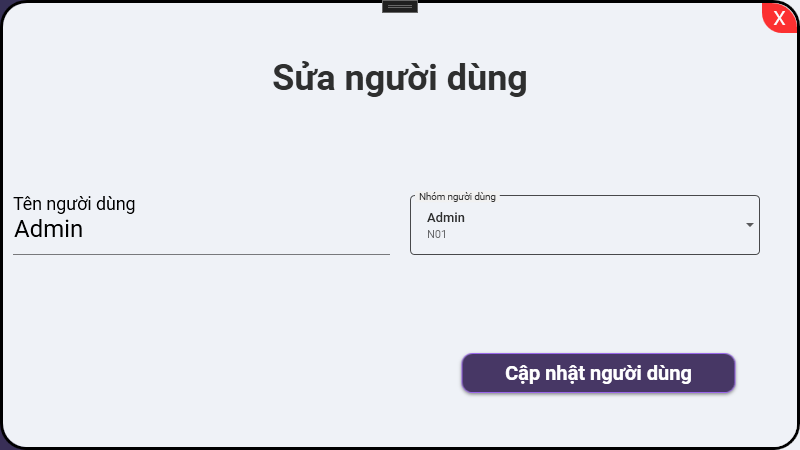 X
Sửa người dùng
Tên người dùng
Admin
Nhóm người dùng
Admin
N01
Cập nhật người dùng